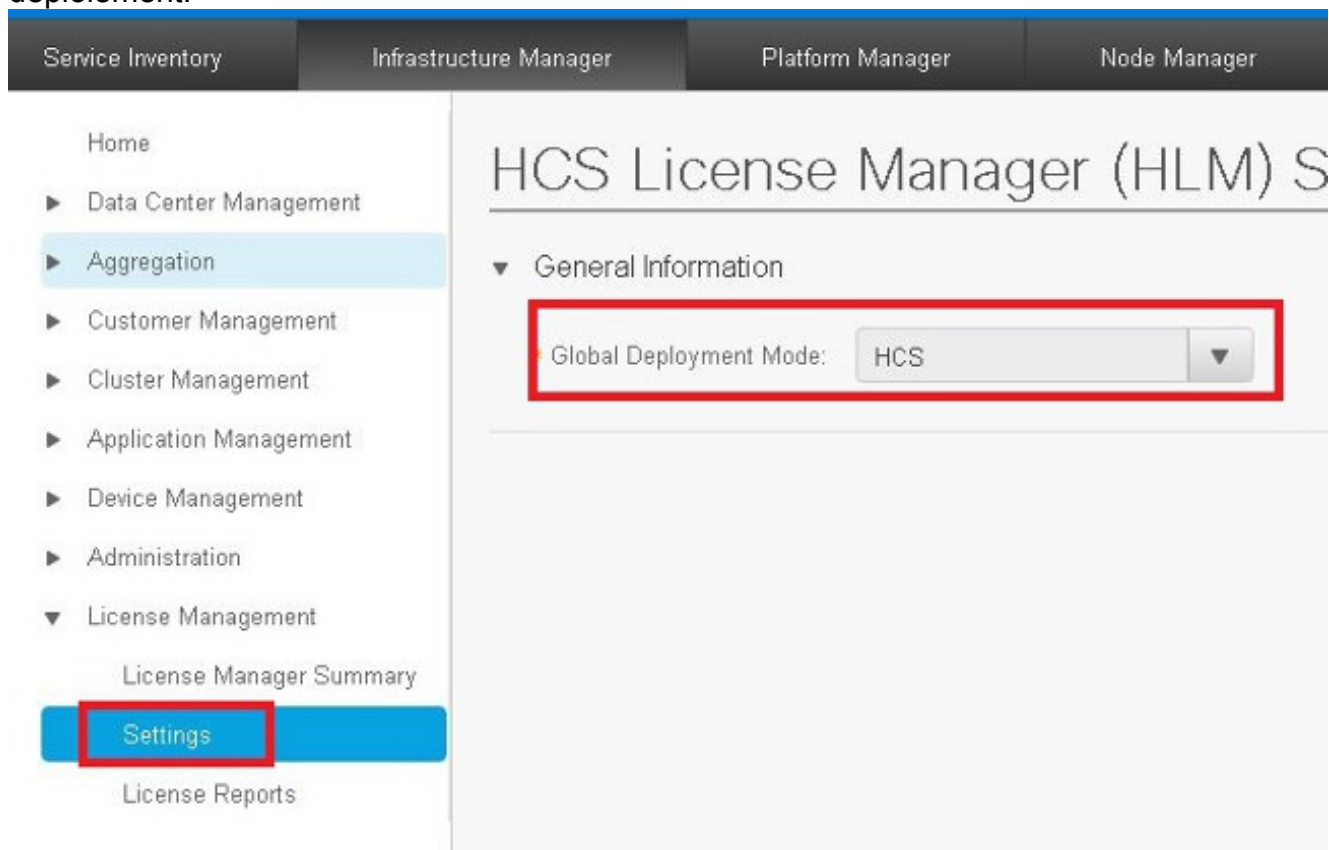 Service Inventory Infrastructure Manager Platform Manager Node Manager
Home
Data Center Management
Aggregation
Customer Management
Cluster Management
Application Management
Device Management
Administration
License Management
License Manager Summary
Settings
License Reports
HCS License Manager (HLM) S
General Information
Global Deployment Mode: HCS